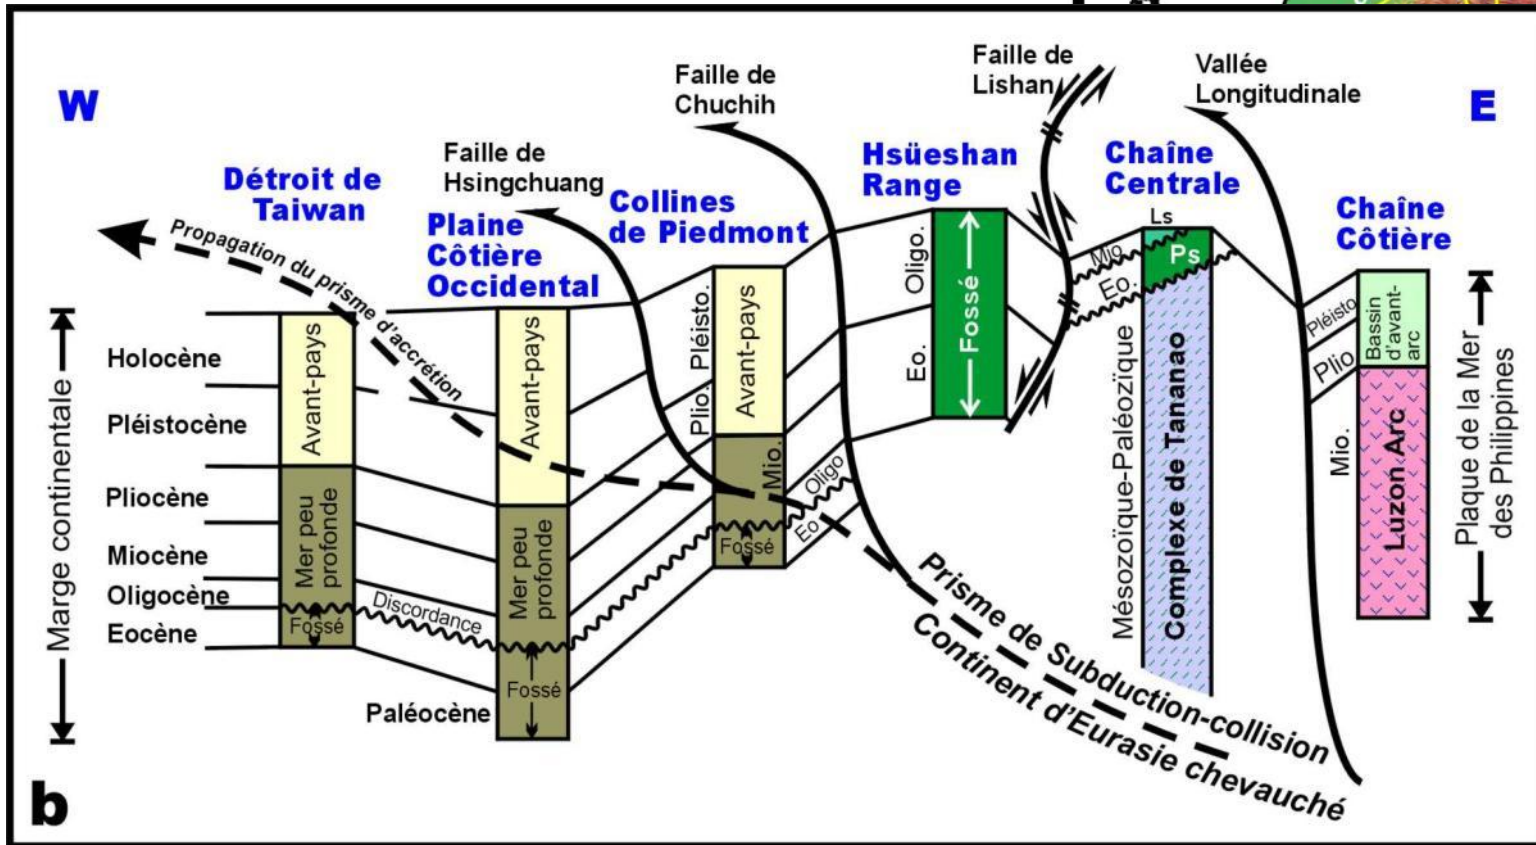 W
E
Faille de
Chuchih
Faille de
Lishan
Vallée
Longitudinale
Faille de
Hsingchuang
Détroit de
Taiwan
Plaine
Côtière
Occidental
Collines
de Piedmont
Hsüeshan
Range
Chaîne
Centrale
Chaîne
Côtière
Propagation du prisme d'accrétion
Marge continentale
Holocène
Pléistocène
Pliocène
Miocène
Oligocène
Eocène
Paléocène
Avant-pays
Mer peu
profonde
Fossé
Discordance
Avant-pays
Mer peu
profonde
Fossé
Pléisto.
Plio.
Avant-pays
Mio.
Fossé
Oligo
Eo
Oligo.
Eo.
Fossé
Mio
Eo.
Ls
Ps
Mésozoïque-Paléozïque
Complexe de Tananao
Pléisto
Plio
Mio.
Bassin
d'avant-
arc
Luzon Arc
Plaque de la Mer
des Philippines
Prisme de Subduction-collision
Continent d'Eurasie chevauché
b